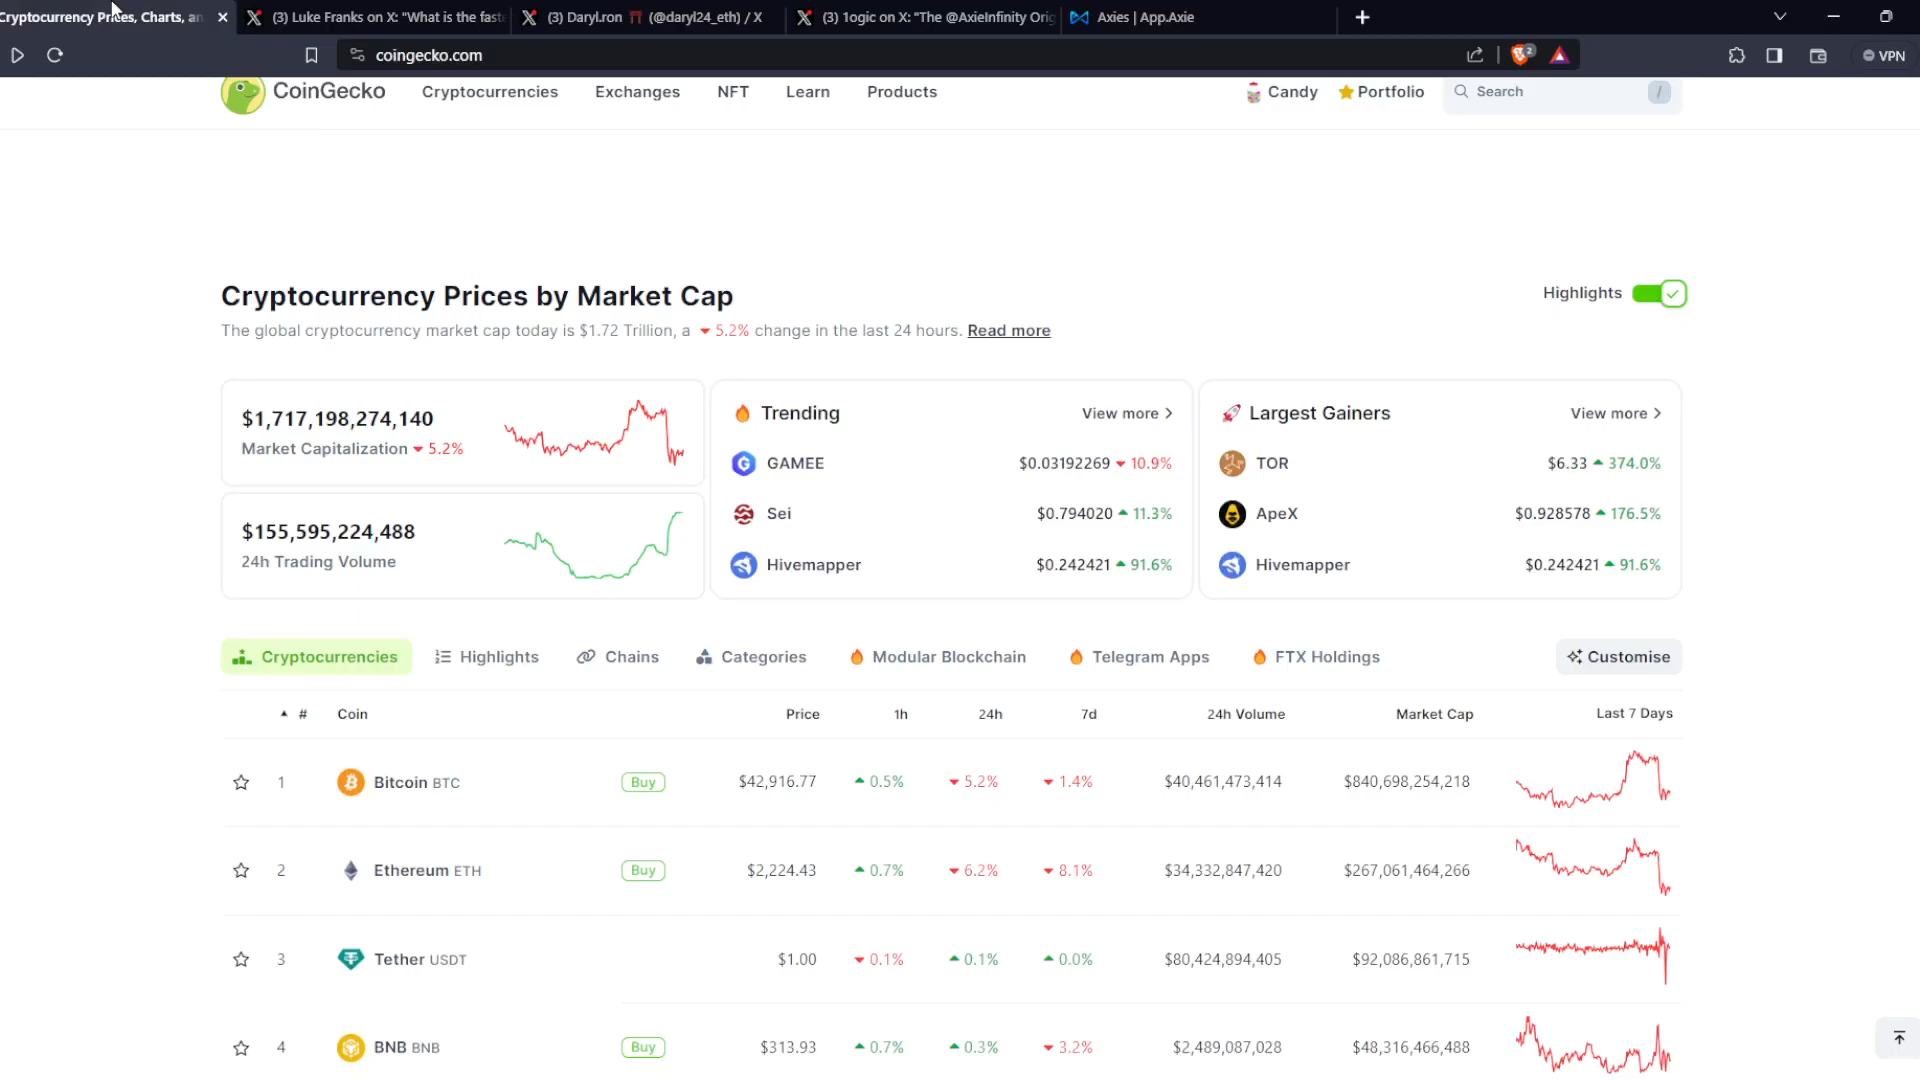 Cryptocurrency Prices, Charts, an
(3) Luke Franks on X: "What is the faste
(3) Daryl.ron (@daryl24_eth) / X
(3) 1ogic on X: "The @AxieInfinity Orig
Axies | App.Axie
coingecko.com
2
VPN
CoinGecko
Cryptocurrencies
Exchanges
NFT
Learn
Products
Candy
Portfolio
Search
/
Cryptocurrency Prices by Market Cap
Highlights
The global cryptocurrency market cap today is $1.72 Trillion, a 5.2% change in the last 24 hours. Read more
$1,717,198,274,140
Market Capitalization 5.2%
$155,595,224,488
24h Trading Volume
Trending
View more
GAMEE $0.03192269 10.9%
Sei $0.794020 11.3%
Hivemapper $0.242421 91.6%
Largest Gainers
View more
TOR $6.33 374.0%
ApeX $0.928578 176.5%
Hivemapper $0.242421 91.6%
Cryptocurrencies
Highlights
Chains
Categories
Modular Blockchain
Telegram Apps
FTX Holdings
Customise
# Coin Price 1h 24h 7d 24h Volume Market Cap Last 7 Days
1 Bitcoin BTC Buy $42,916.77 0.5% 5.2% 1.4% $40,461,473,414 $840,698,254,218
2 Ethereum ETH Buy $2,224.43 0.7% 6.2% 8.1% $34,332,847,420 $267,061,464,266
3 Tether USDT $1.00 0.1% 0.1% 0.0% $80,424,894,405 $92,086,861,715
4 BNB BNB Buy $313.93 0.7% 0.3% 3.2% $2,489,087,028 $48,316,466,488